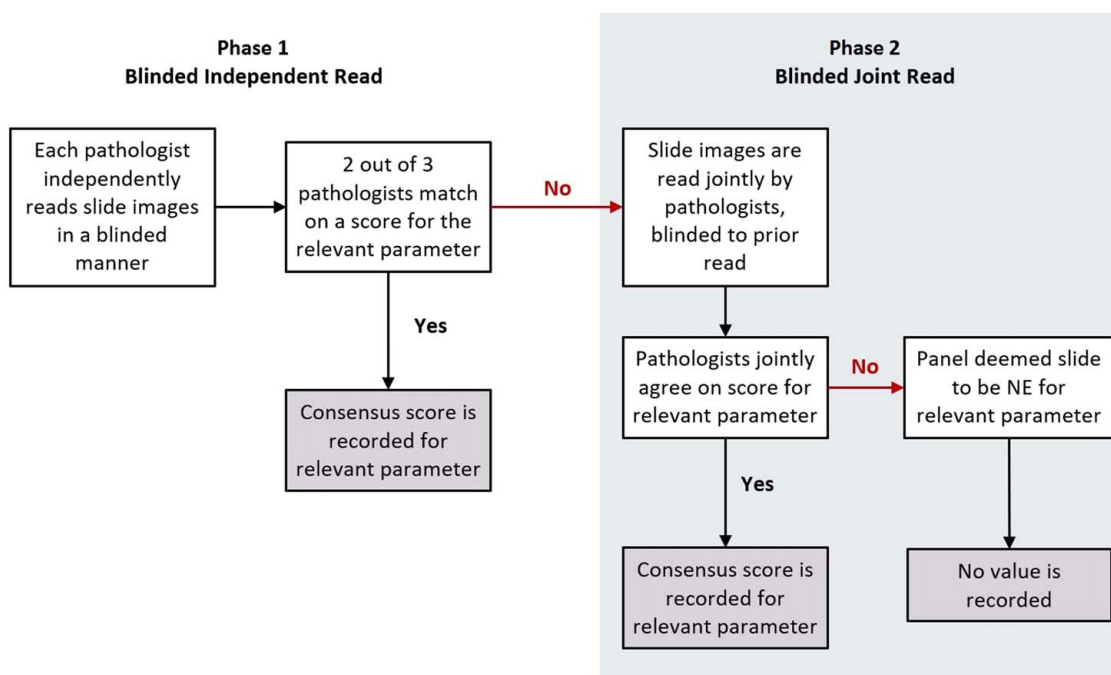 Phase 1
Blinded Independent Read
Each pathologist
independently
reads slide images
in a blinded
manner
2 out of 3
pathologists match
on a score for the
relevant parameter
No
Yes
Consensus score is
recorded for
relevant parameter
Phase 2
Blinded Joint Read
Slide images are
read jointly by
pathologists,
blinded to prior
read
Pathologists jointly
agree on score for
relevant parameter
No
Panel deemed slide
to be NE for
relevant parameter
Yes
Consensus score is
recorded for
relevant parameter
No value is
recorded